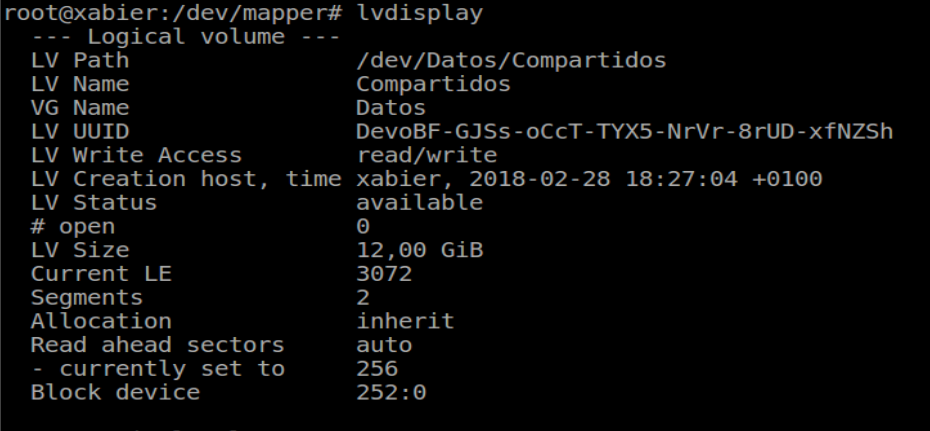 root@xabier:/dev/mapper# lvdisplay
--- Logical volume ---
LV Path /dev/Datos/Compartidos
LV Name Compartidos
VG Name Datos
LV UUID DevoBF-GJSs-oCcT-TYX5-NrVr-8rUD-xfNZSh
LV Write Access read/write
LV Creation host, time xabier, 2018-02-28 18:27:04 +0100
LV Status available
# open 0
LV Size 12,00 GiB
Current LE 3072
Segments 2
Allocation inherit
Read ahead sectors auto
- currently set to 256
Block device 252:0